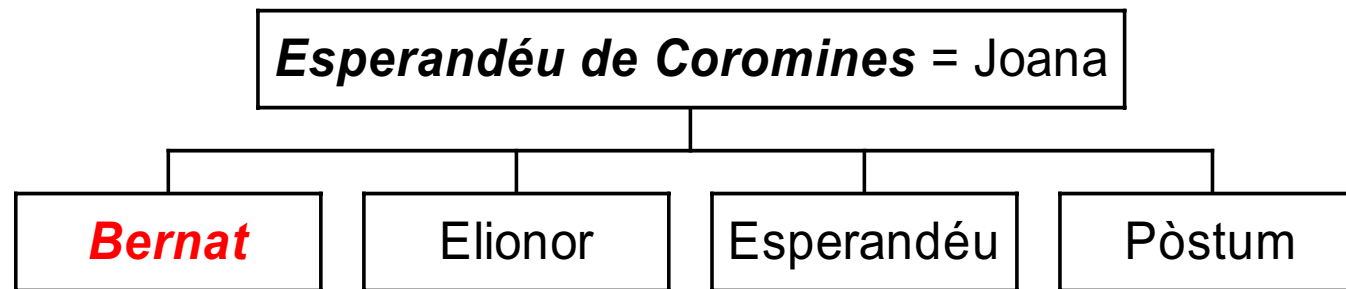 Esperandéu de Coromines = Joana
Bernat
Elionor
Esperandéu
Pòstum